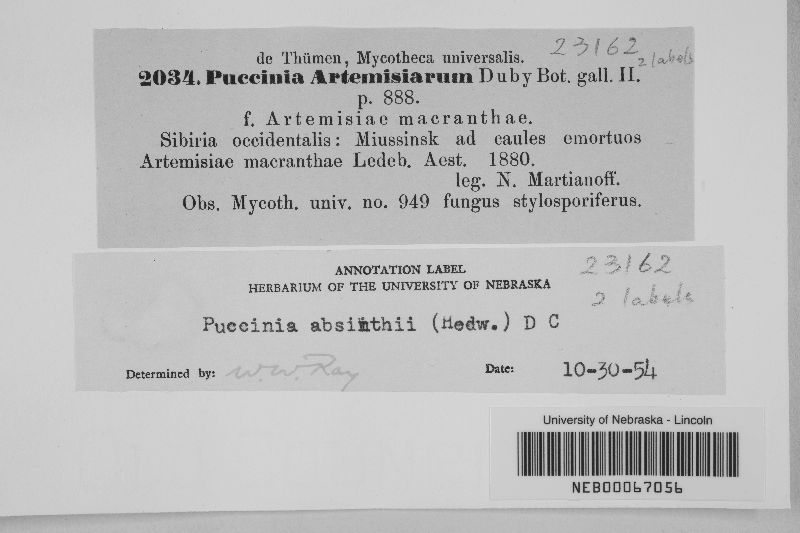 de Thümen, Mycotheca universalis. 23162
2034. Puccinia Artemisiarum Duby Bot. gall. II. 2 labels
p. 888.
f. Artemisiae macranthae.
Sibiria occidentalis: Miussinsk ad caules emortuos
Artemisiae macranthae Ledeb. Aest. 1880.
leg. N. Martianoff.
Obs. Mycoth. univ. no. 949 fungus stylosporiferus.
ANNOTATION LABEL 23162
HERBARIUM OF THE UNIVERSITY OF NEBRASKA
2 labels
Puccinia absinthii (Hedw.) D C
Determined by: W. W. Ray Date: 10-30-54
University of Nebraska - Lincoln
NEB00067056